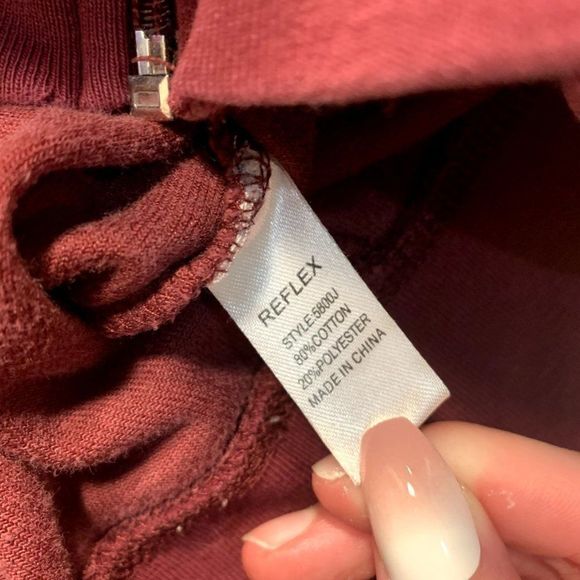 REFLEX
STYLE:5800J
80%COTTON
20%POLYESTER
MADE IN CHINA